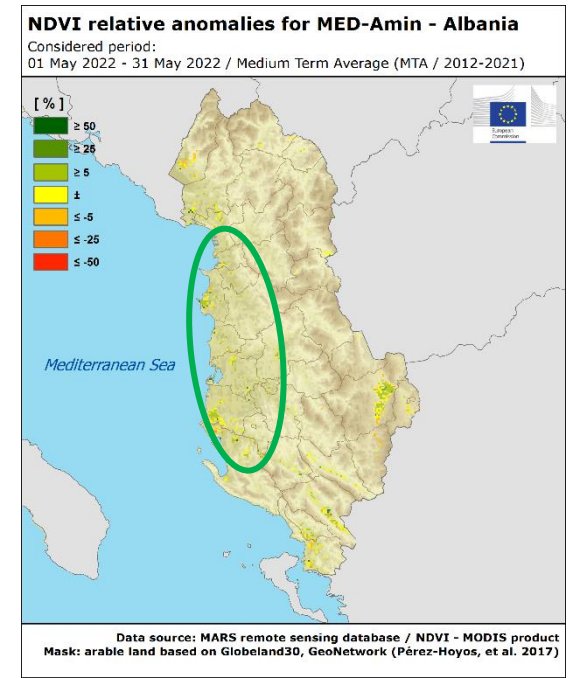 NDVI relative anomalies for MED-Amin - Albania
Considered period:
01 May 2022 - 31 May 2022 / Medium Term Average (MTA / 2012-2021)
[ % ]
≥ 50
≥ 25
≥ 5
±
≤ -5
≤ -25
≤ -50
European
Commission
Mediterranean Sea
Data source: MARS remote sensing database / NDVI - MODIS product
Mask: arable land based on Globeland30, GeoNetwork (Pérez-Hoyos, et al. 2017)